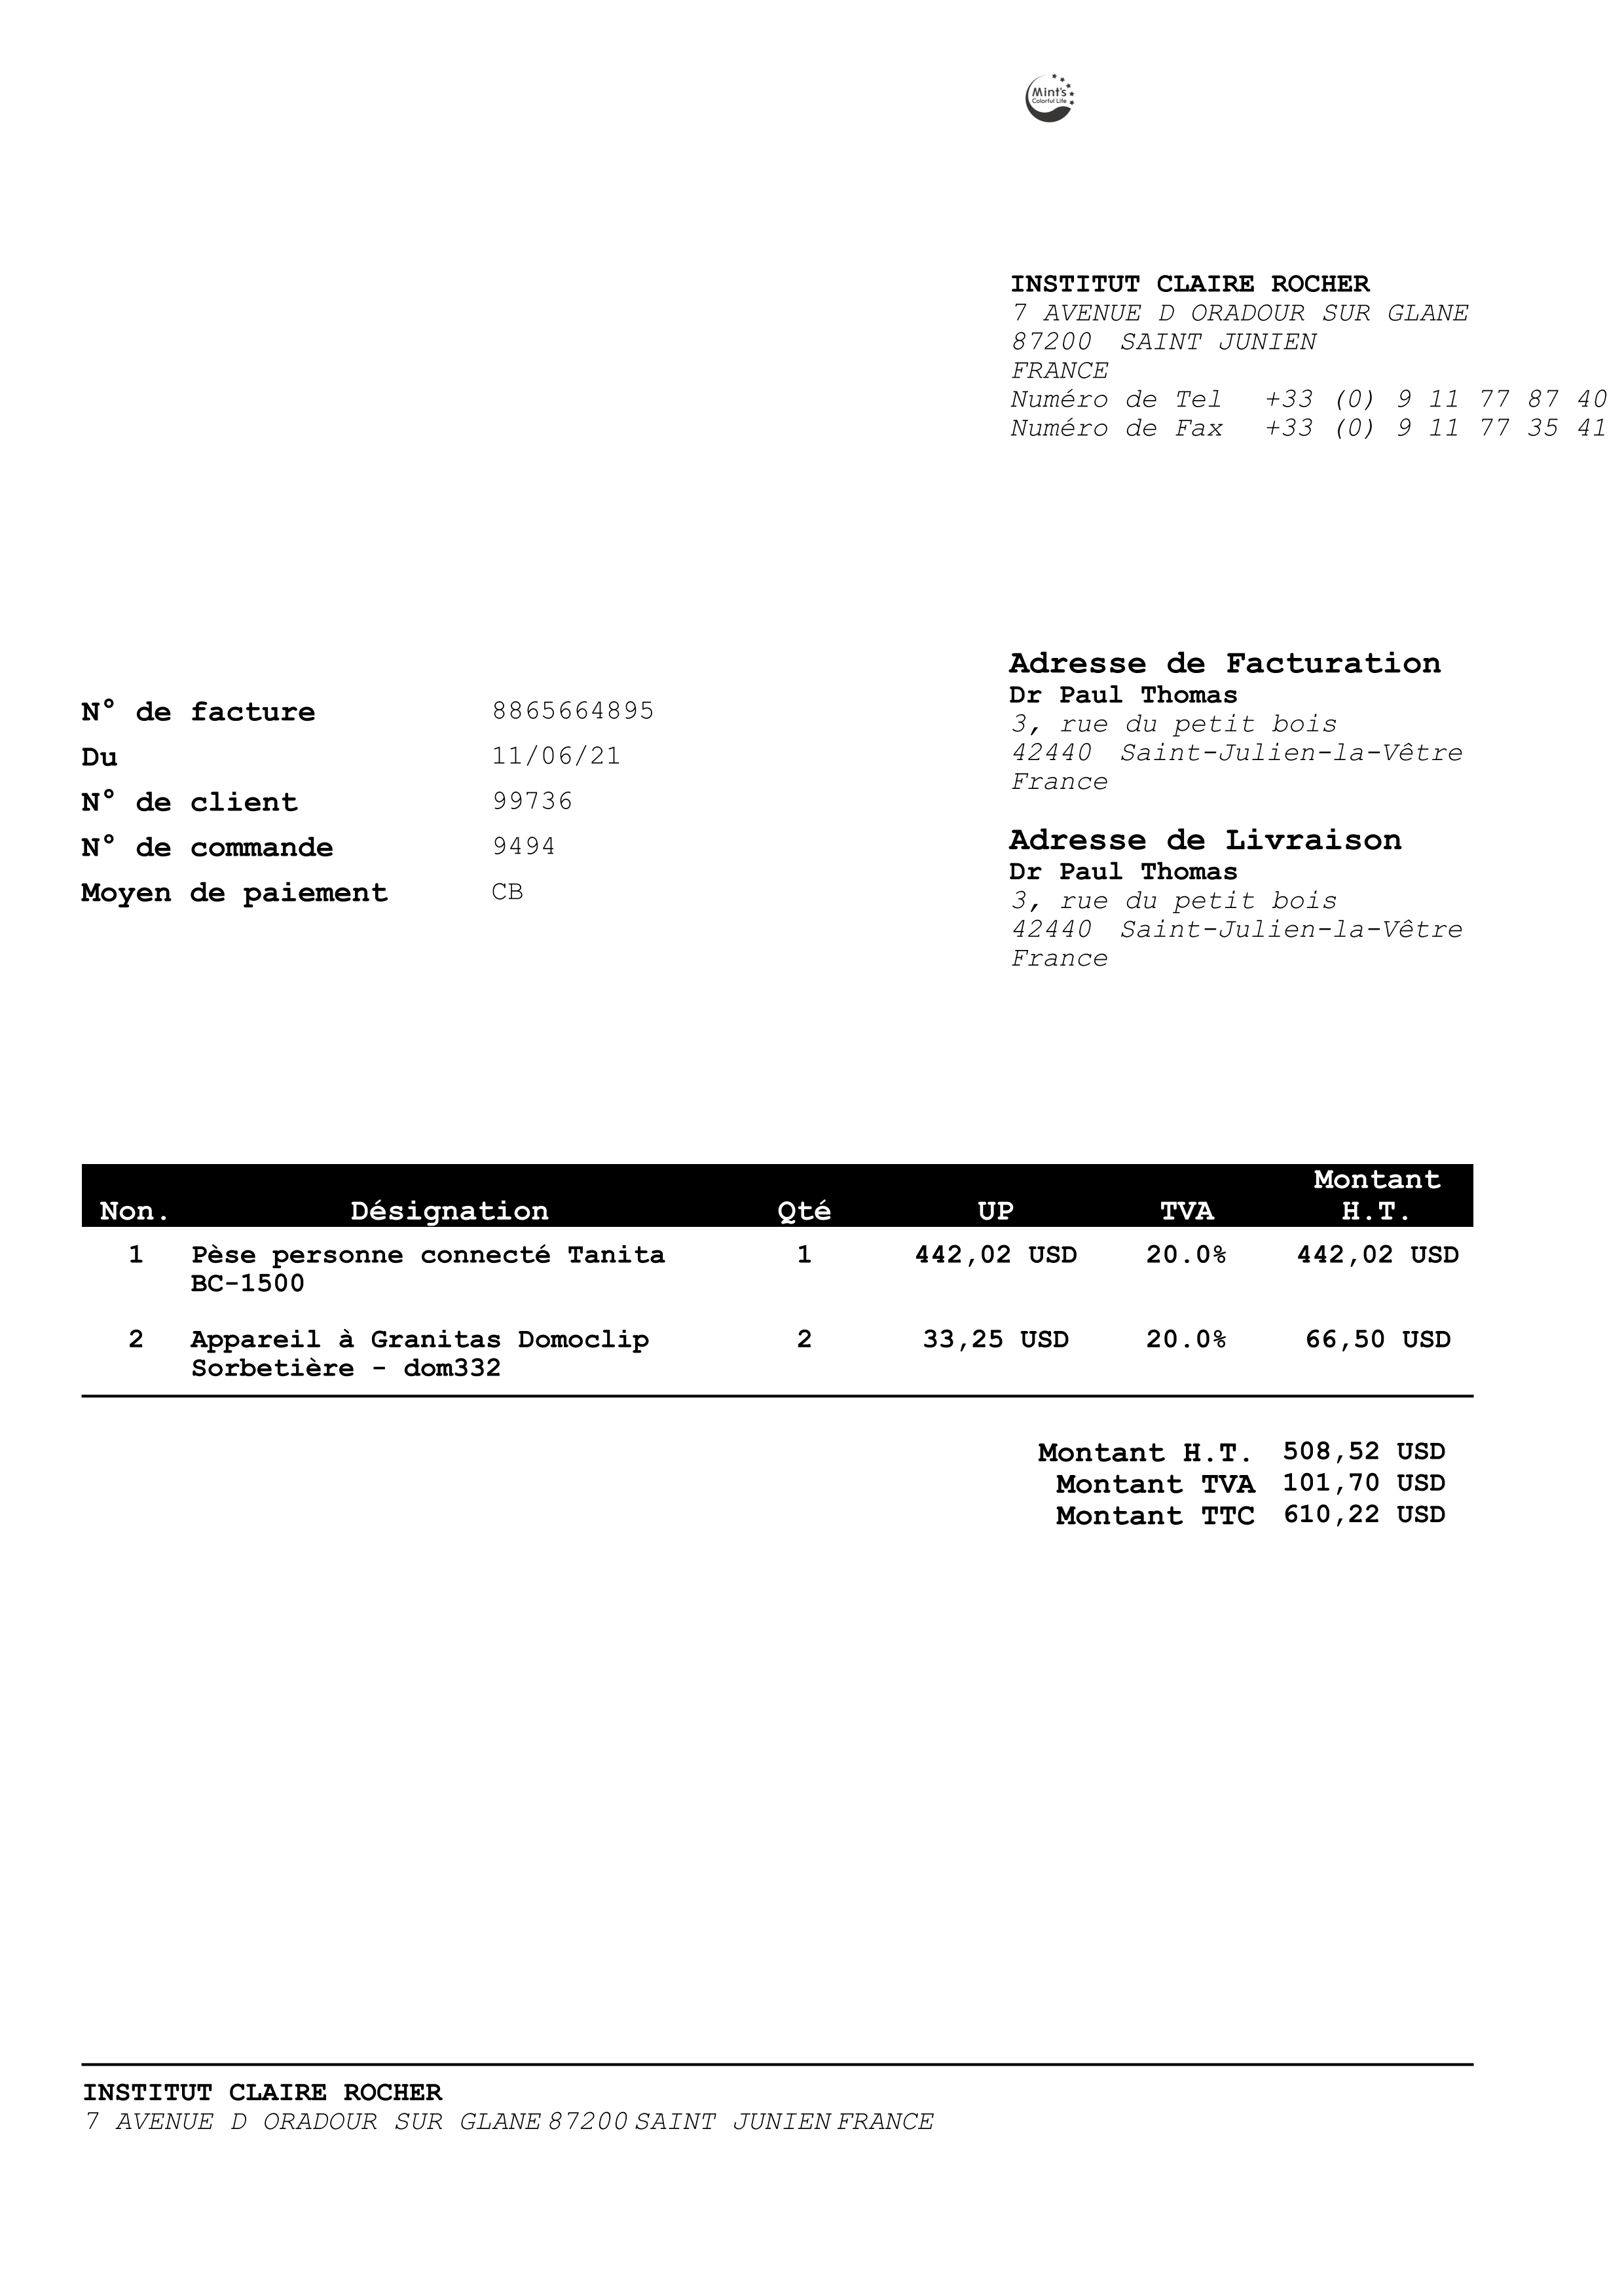 Mint's
Colorful Life
INSTITUT CLAIRE ROCHER
7 AVENUE D ORADOUR SUR GLANE
87200 SAINT JUNIEN
FRANCE
Numéro de Tel +33 (0) 9 11 77 87 40
Numéro de Fax +33 (0) 9 11 77 35 41
N° de facture 8865664895
Du 11/06/21
N° de client 99736
N° de commande 9494
Moyen de paiement CB
Adresse de Facturation
Dr Paul Thomas
3, rue du petit bois
42440 Saint-Julien-la-Vêtre
France
Adresse de Livraison
Dr Paul Thomas
3, rue du petit bois
42440 Saint-Julien-la-Vêtre
France
Montant
Non. Désignation Qté UP TVA H.T.
1 Pèse personne connecté Tanita 1 442,02 USD 20.0% 442,02 USD
BC-1500
2 Appareil à Granitas Domoclip 2 33,25 USD 20.0% 66,50 USD
Sorbetière - dom332
Montant H.T. 508,52 USD
Montant TVA 101,70 USD
Montant TTC 610,22 USD
INSTITUT CLAIRE ROCHER
7 AVENUE D ORADOUR SUR GLANE 87200 SAINT JUNIEN FRANCE